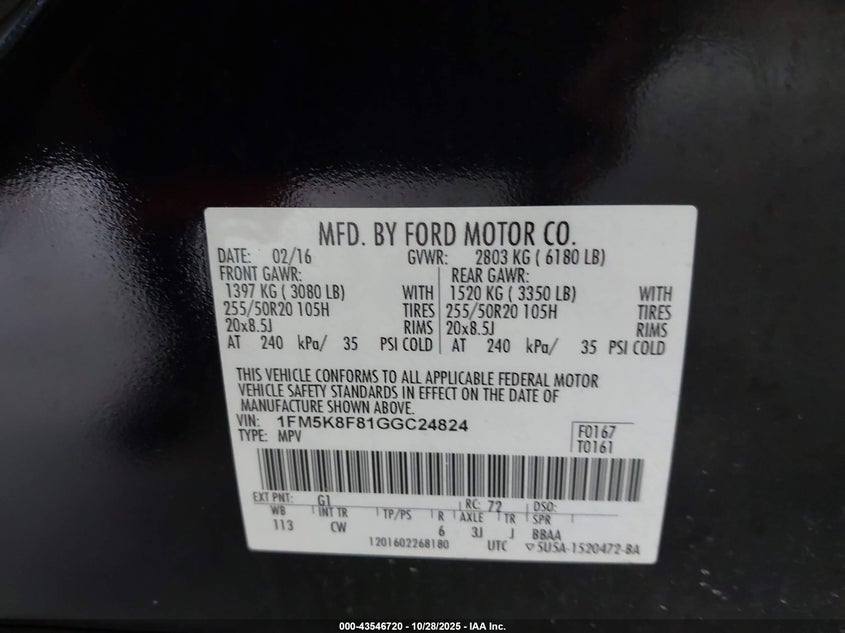 MFD. BY FORD MOTOR CO.
DATE: 02/16 GVWR: 2803 KG ( 6180 LB)
FRONT GAWR: REAR GAWR:
1397 KG ( 3080 LB) WITH 1520 KG ( 3350 LB) WITH
255/50R20 105H TIRES 255/50R20 105H TIRES
20x8.5J RIMS 20x8.5J RIMS
AT 240 kPa/ 35 PSI COLD AT 240 kPa/ 35 PSI COLD
THIS VEHICLE CONFORMS TO ALL APPLICABLE FEDERAL MOTOR
VEHICLE SAFETY STANDARDS IN EFFECT ON THE DATE OF
MANUFACTURE SHOWN ABOVE.
VIN: 1FM5K8F81GGC24824 F0167
TYPE: MPV T0161
EXT PNT: G1 RC: 72 DSO:
WB INT TR TP/PS R AXLE TR SPR
113 CW 6 3J J BBAA
1201602268180 UTC ▽5U5A-1520472-BA
000-43546720 - 10/28/2025 - IAA Inc.